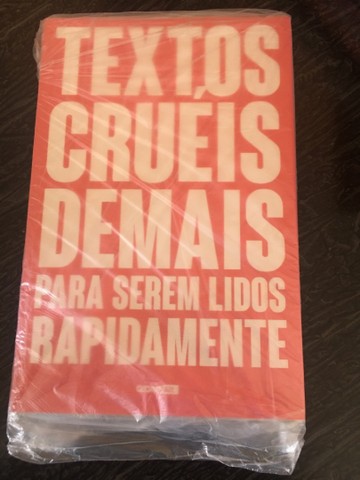 TEXTOS
CRUÉIS
DEMAIS
PARA SEREM LIDOS
RAPIDAMENTE